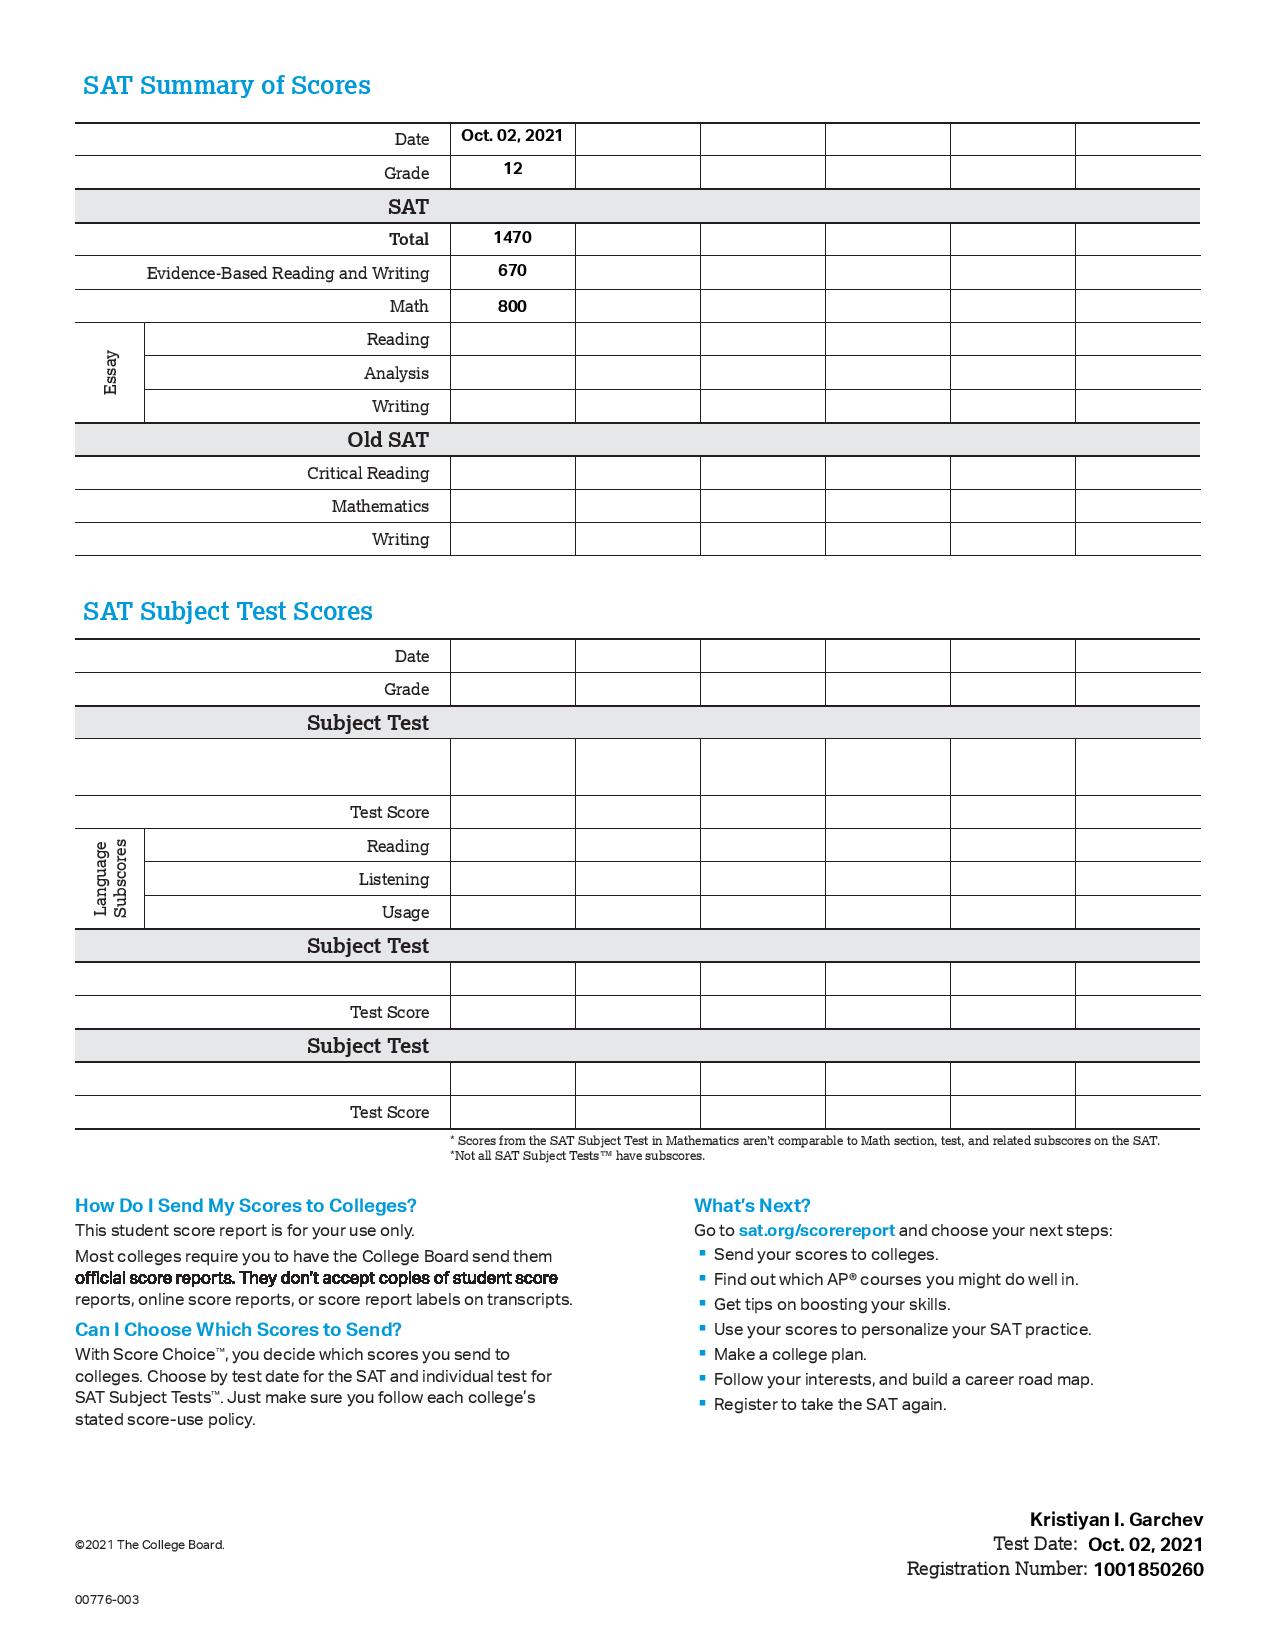 SAT Summary of Scores
Date Oct. 02, 2021
Grade 12
SAT
Total 1470
Evidence-Based Reading and Writing 670
Math 800
Essay
Reading
Analysis
Writing
Old SAT
Critical Reading
Mathematics
Writing
SAT Subject Test Scores
Date
Grade
Subject Test
Test Score
Language
Subscores
Reading
Listening
Usage
Subject Test
Test Score
Subject Test
Test Score
* Scores from the SAT Subject Test in Mathematics aren't comparable to Math section, test, and related subscores on the SAT.
*Not all SAT Subject Tests™ have subscores.
How Do I Send My Scores to Colleges?
This student score report is for your use only.
Most colleges require you to have the College Board send them
official score reports. They don't accept copies of student score
reports, online score reports, or score report labels on transcripts.
Can I Choose Which Scores to Send?
With Score Choice™, you decide which scores you send to
colleges. Choose by test date for the SAT and individual test for
SAT Subject Tests™. Just make sure you follow each college's
stated score-use policy.
What's Next?
Go to sat.org/scorereport and choose your next steps:
▪ Send your scores to colleges.
▪ Find out which AP® courses you might do well in.
▪ Get tips on boosting your skills.
▪ Use your scores to personalize your SAT practice.
▪ Make a college plan.
▪ Follow your interests, and build a career road map.
▪ Register to take the SAT again.
Kristiyan I. Garchev
Test Date: Oct. 02, 2021
Registration Number: 1001850260
©2021 The College Board.
00776-003